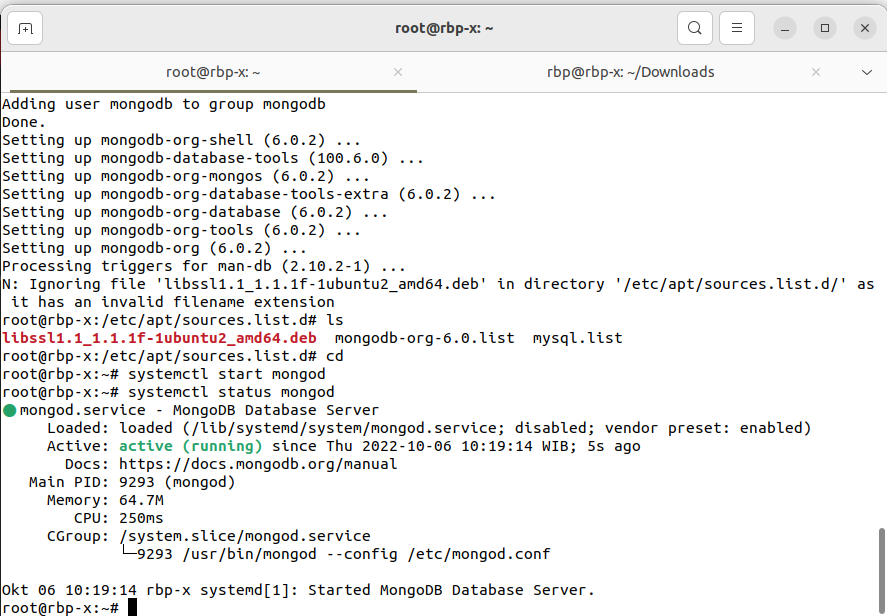 root@rbp-x: ~
root@rbp-x: ~
rbp@rbp-x: ~/Downloads
Adding user mongodb to group mongodb
Done.
Setting up mongodb-org-shell (6.0.2) ...
Setting up mongodb-database-tools (100.6.0) ...
Setting up mongodb-org-mongos (6.0.2) ...
Setting up mongodb-org-database-tools-extra (6.0.2) ...
Setting up mongodb-org-database (6.0.2) ...
Setting up mongodb-org-tools (6.0.2) ...
Setting up mongodb-org (6.0.2) ...
Processing triggers for man-db (2.10.2-1) ...
N: Ignoring file 'libssl1.1_1.1.1f-1ubuntu2_amd64.deb' in directory '/etc/apt/sources.list.d/' as
it has an invalid filename extension
root@rbp-x:/etc/apt/sources.list.d# ls
libssl1.1_1.1.1f-1ubuntu2_amd64.deb  mongodb-org-6.0.list  mysql.list
root@rbp-x:/etc/apt/sources.list.d# cd
root@rbp-x:~# systemctl start mongod
root@rbp-x:~# systemctl status mongod
● mongod.service - MongoDB Database Server
     Loaded: loaded (/lib/systemd/system/mongod.service; disabled; vendor preset: enabled)
     Active: active (running) since Thu 2022-10-06 10:19:14 WIB; 5s ago
       Docs: https://docs.mongodb.org/manual
   Main PID: 9293 (mongod)
     Memory: 64.7M
        CPU: 250ms
     CGroup: /system.slice/mongod.service
             └─9293 /usr/bin/mongod --config /etc/mongod.conf
Okt 06 10:19:14 rbp-x systemd[1]: Started MongoDB Database Server.
root@rbp-x:~#